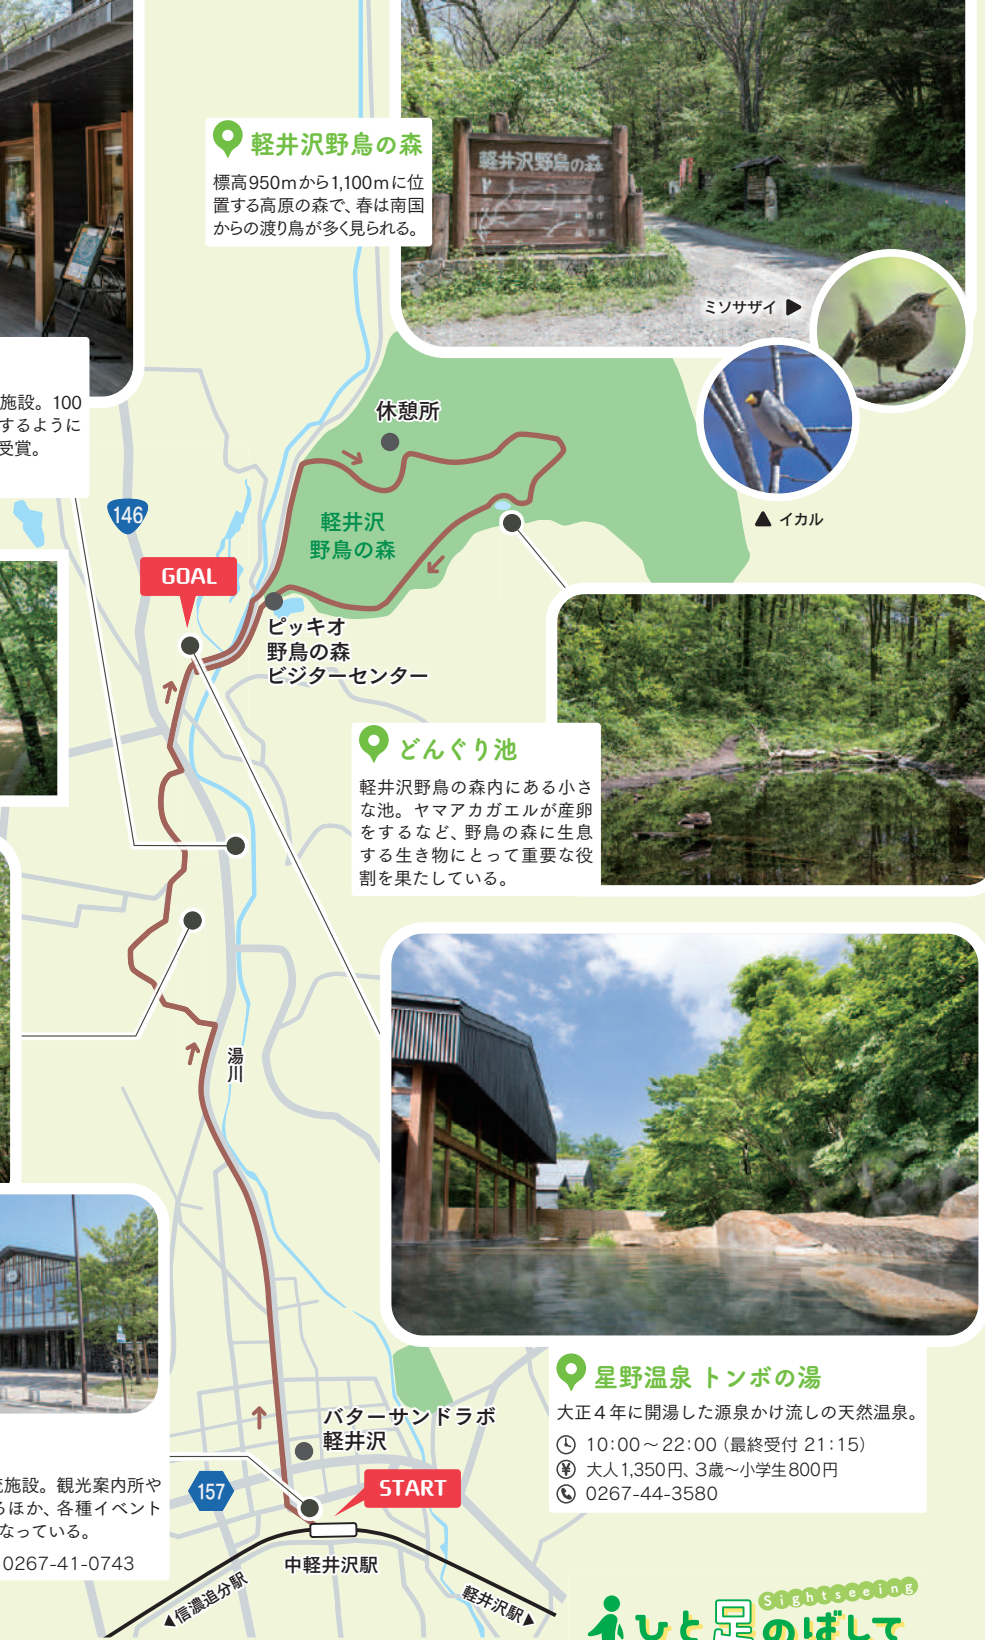 軽井沢野鳥の森
標高950mから1,100mに位
置する高原の森で、春は南国
からの渡り鳥が多く見られる。
軽井沢野鳥の森
ミソサザイ ▶
▲ イカル
施設。100
するように
受賞。
休憩所
146
軽井沢
野鳥の森
GOAL
ピッキオ
野鳥の森
ビジターセンター
どんぐり池
軽井沢野鳥の森内にある小さ
な池。ヤマアカガエルが産卵
をするなど、野鳥の森に生息
する生き物にとって重要な役
割を果たしている。
湯川
星野温泉 トンボの湯
大正4年に開湯した源泉かけ流しの天然温泉。
10:00〜22:00(最終受付 21:15)
大人1,350円、3歳〜小学生800円
0267-44-3580
バターサンドラボ
軽井沢
施設。観光案内所や
るほか、各種イベント
なっている。
0267-41-0743
157
START
中軽井沢駅
◀信濃追分駅
軽井沢駅▶
Sightseeing
ひと足のばして